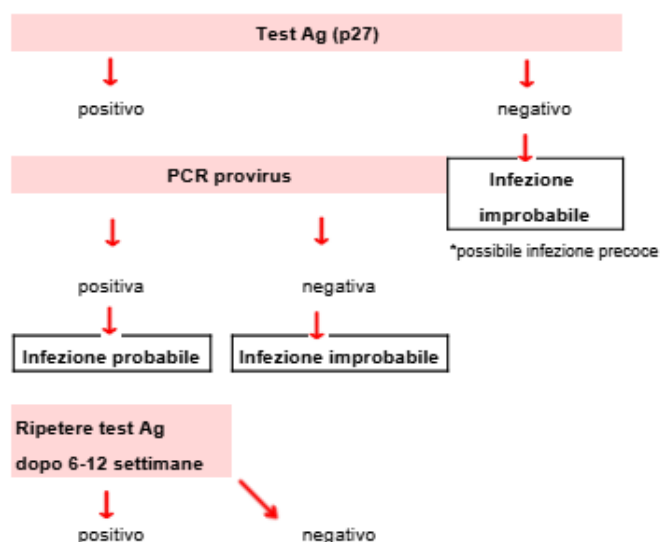 Test Ag (p27)
positivo
negativo
PCR provirus
Infezione
improbabile
*possibile infezione precoce
positiva
negativa
Infezione probabile
Infezione improbabile
Ripetere test Ag
dopo 6-12 settimane
positivo
negativo